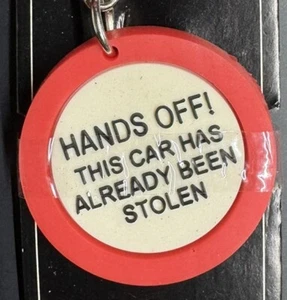 HANDS OFF!
THIS CAR HAS
ALREADY BEEN
STOLEN